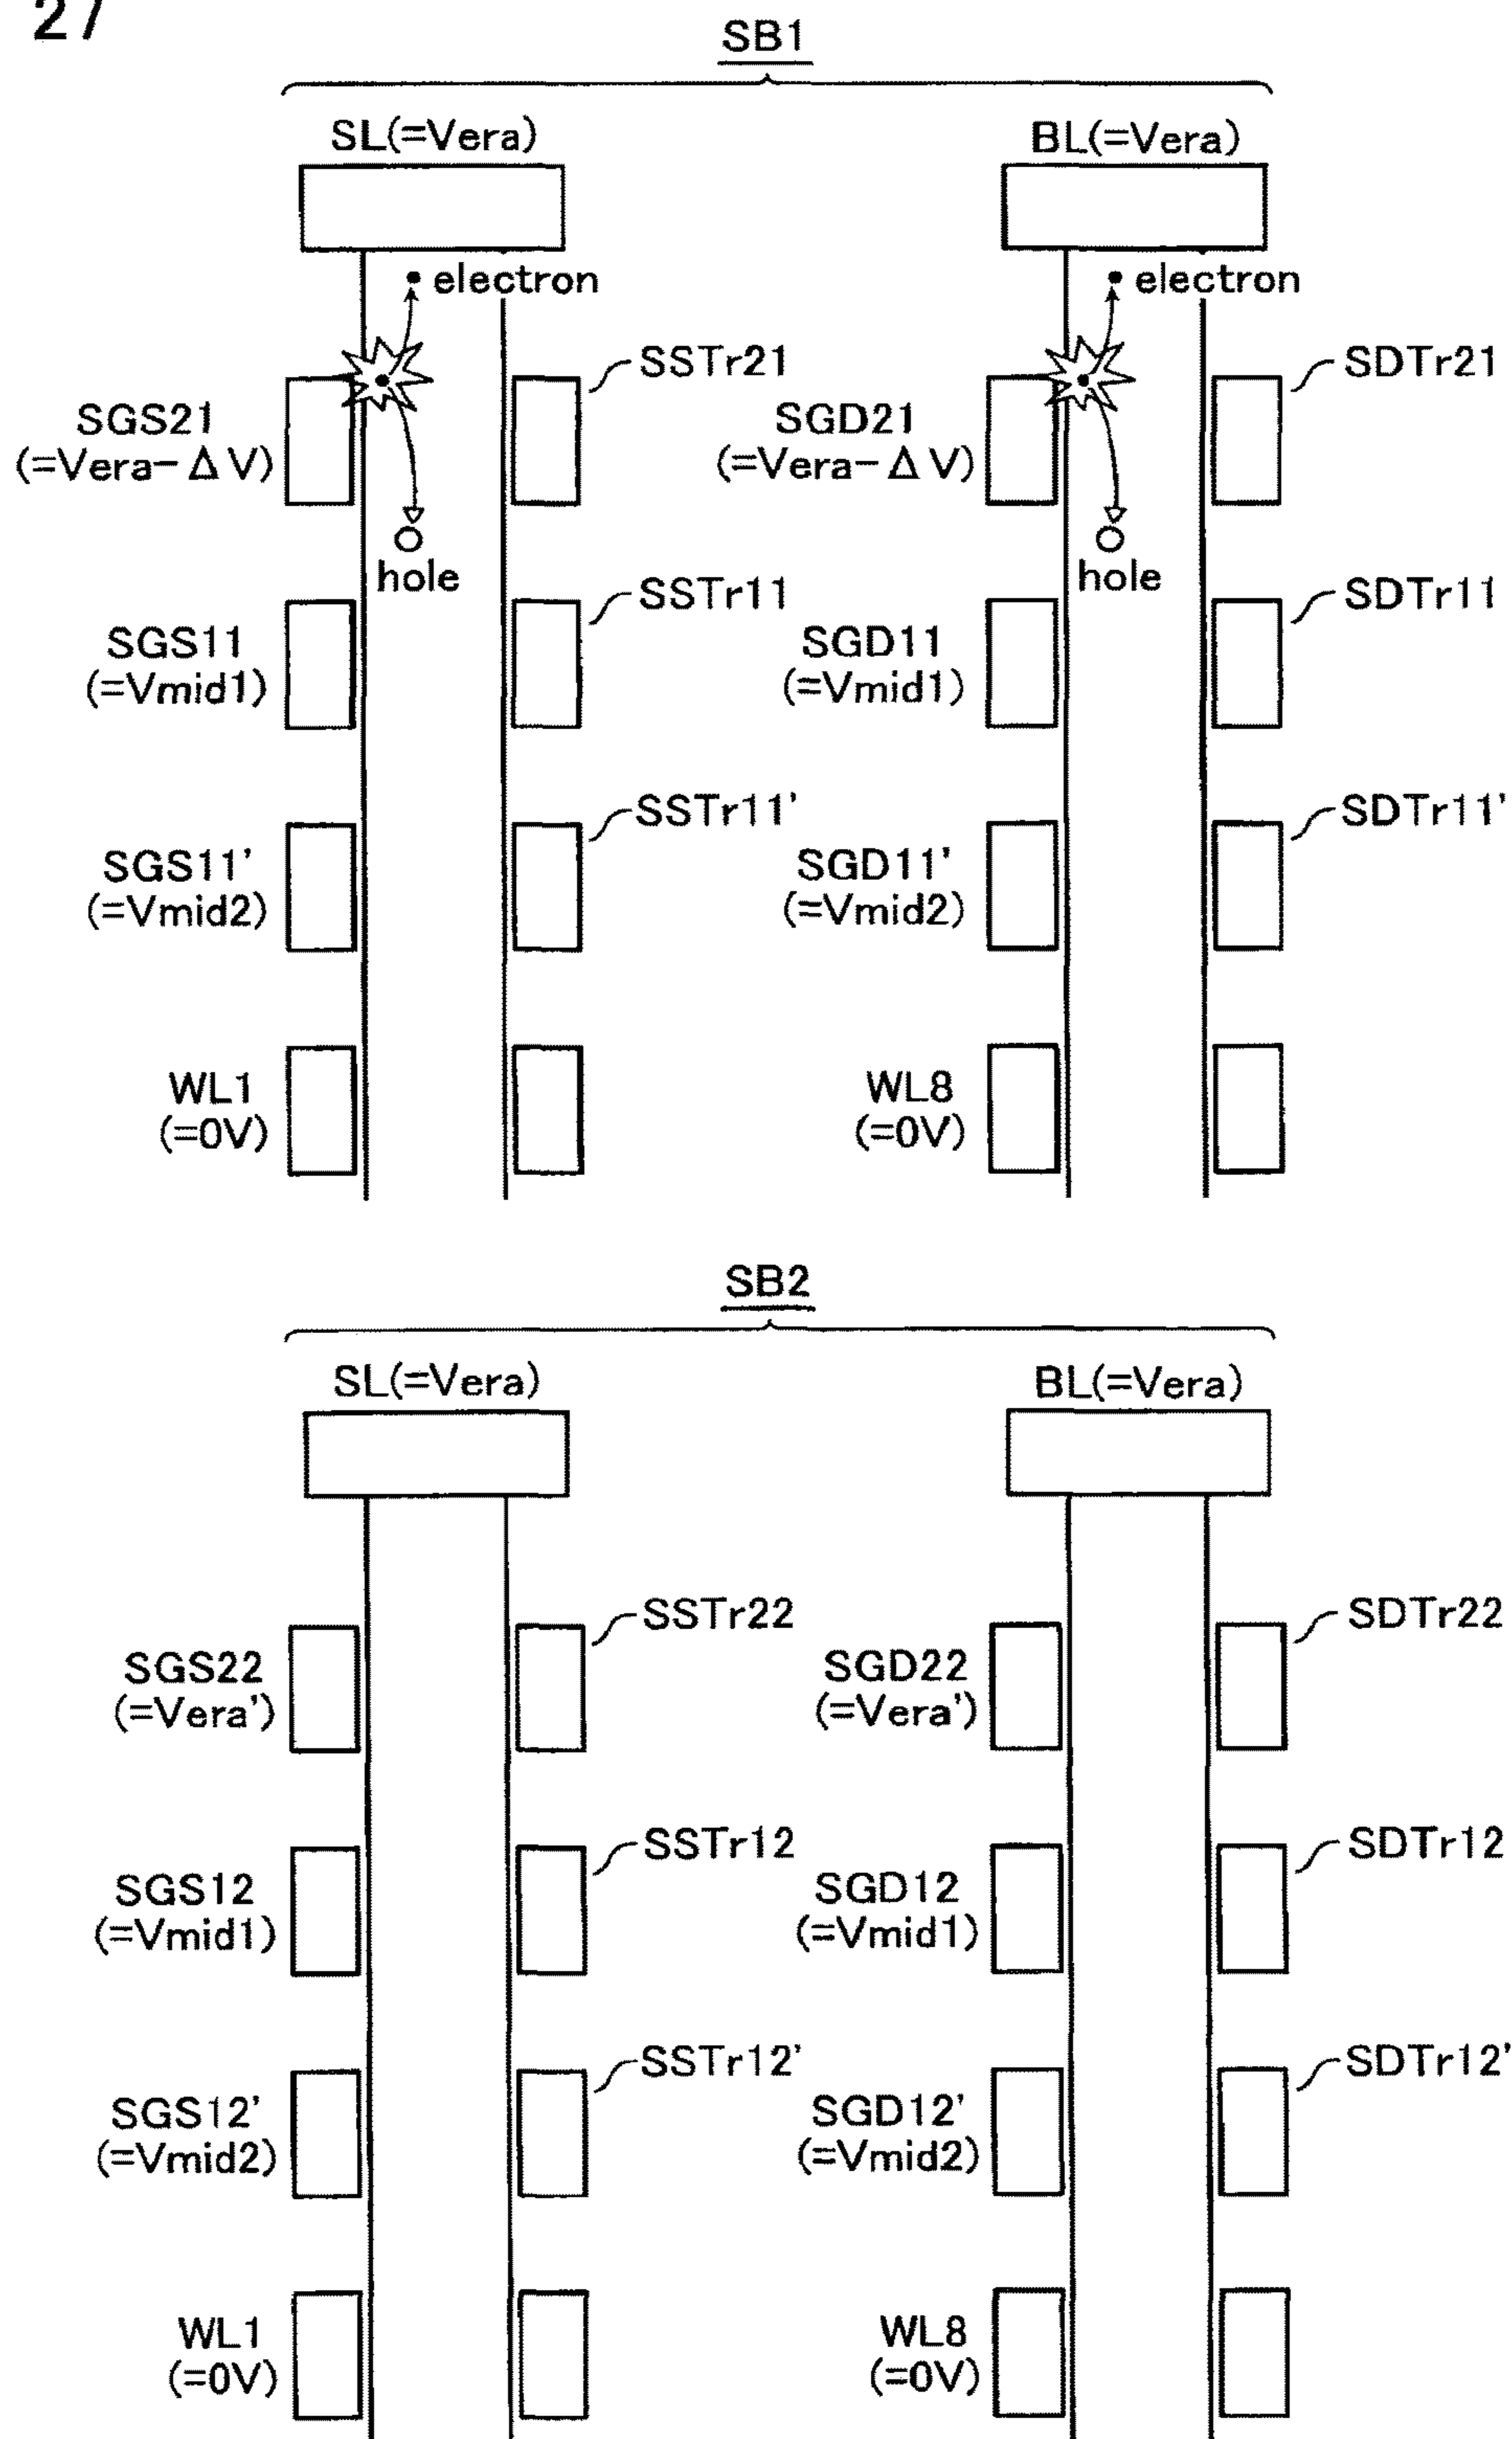 27
SB1
SL(=Vera)
BL(=Vera)
electron
electron
SSTr21
SDTr21
SGS21
(=Vera-ΔV)
SGD21
(=Vera-ΔV)
hole
hole
SSTr11
SDTr11
SGS11
(=Vmid1)
SGD11
(=Vmid1)
SSTr11'
SDTr11'
SGS11'
(=Vmid2)
SGD11'
(=Vmid2)
WL1
(=0V)
WL8
(=0V)
SB2
SL(=Vera)
BL(=Vera)
SSTr22
SDTr22
SGS22
(=Vera')
SGD22
(=Vera')
SSTr12
SDTr12
SGS12
(=Vmid1)
SGD12
(=Vmid1)
SSTr12'
SDTr12'
SGS12'
(=Vmid2)
SGD12'
(=Vmid2)
WL1
(=0V)
WL8
(=0V)